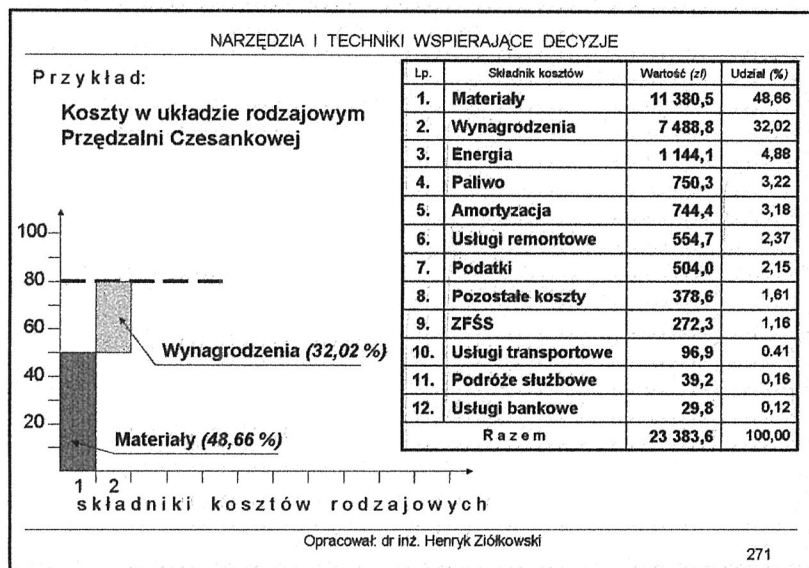 NARZĘDZIA I TECHNIKI WSPIERAJĄCE DECYZJE
Przykład:
Koszty w układzie rodzajowym
Przędzalni Czesankowej
Lp. Składnik kosztów Wartość (zł) Udział (%)
1. Materiały 11 380,5 48,66
2. Wynagrodzenia 7 488,8 32,02
3. Energia 1 144,1 4,88
4. Paliwo 750,3 3,22
5. Amortyzacja 744,4 3,18
6. Usługi remontowe 554,7 2,37
7. Podatki 504,0 2,15
8. Pozostałe koszty 378,6 1,61
9. ZFŚS 272,3 1,16
10. Usługi transportowe 96,9 0.41
11. Podróże służbowe 39,2 0,16
12. Usługi bankowe 29,8 0,12
Razem 23 383,6 100,00
100
80
60
40
20
Wynagrodzenia (32,02 %)
Materiały (48,66 %)
1 2
składniki kosztów rodzajowych
Opracował: dr inż. Henryk Ziółkowski
271